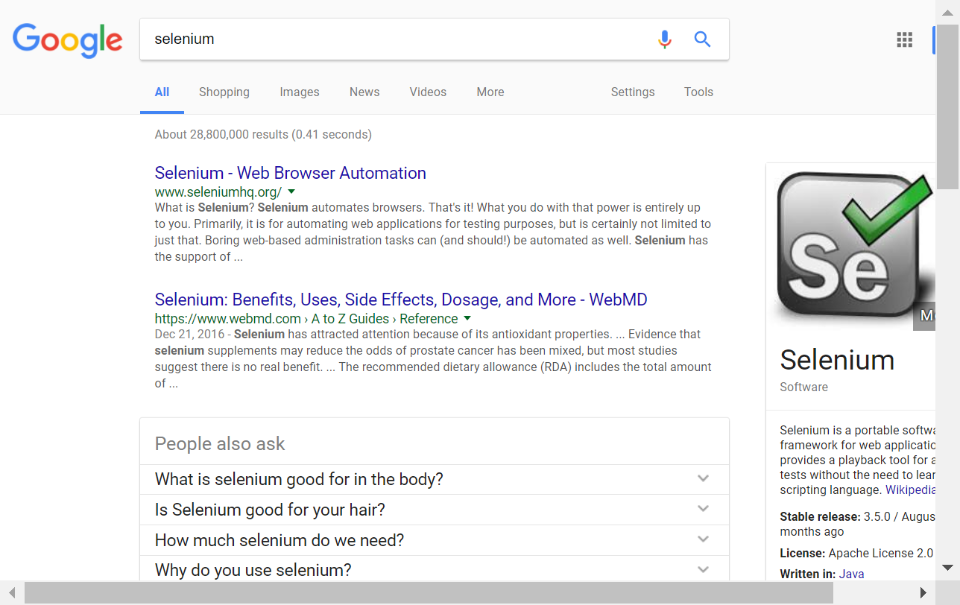 Google
selenium
All Shopping Images News Videos More Settings Tools
About 28,800,000 results (0.41 seconds)
Selenium - Web Browser Automation
www.seleniumhq.org/
What is Selenium? Selenium automates browsers. That's it! What you do with that power is entirely up
to you. Primarily, it is for automating web applications for testing purposes, but is certainly not limited to
just that. Boring web-based administration tasks can (and should!) be automated as well. Selenium has
the support of ...
Selenium: Benefits, Uses, Side Effects, Dosage, and More - WebMD
https://www.webmd.com › A to Z Guides › Reference
Dec 21, 2016 - Selenium has attracted attention because of its antioxidant properties. ... Evidence that
selenium supplements may reduce the odds of prostate cancer has been mixed, but most studies
suggest there is no real benefit. ... The recommended dietary allowance (RDA) includes the total amount
of ...
People also ask
What is selenium good for in the body?
Is Selenium good for your hair?
How much selenium do we need?
Why do you use selenium?
Se
Selenium
Software
Selenium is a portable
framework for web
provides a playback tool for
tests without the need to
scripting language. Wikipedia
Stable release: 3.5.0 /
months ago
License: Apache License 2.0
Written in: Java